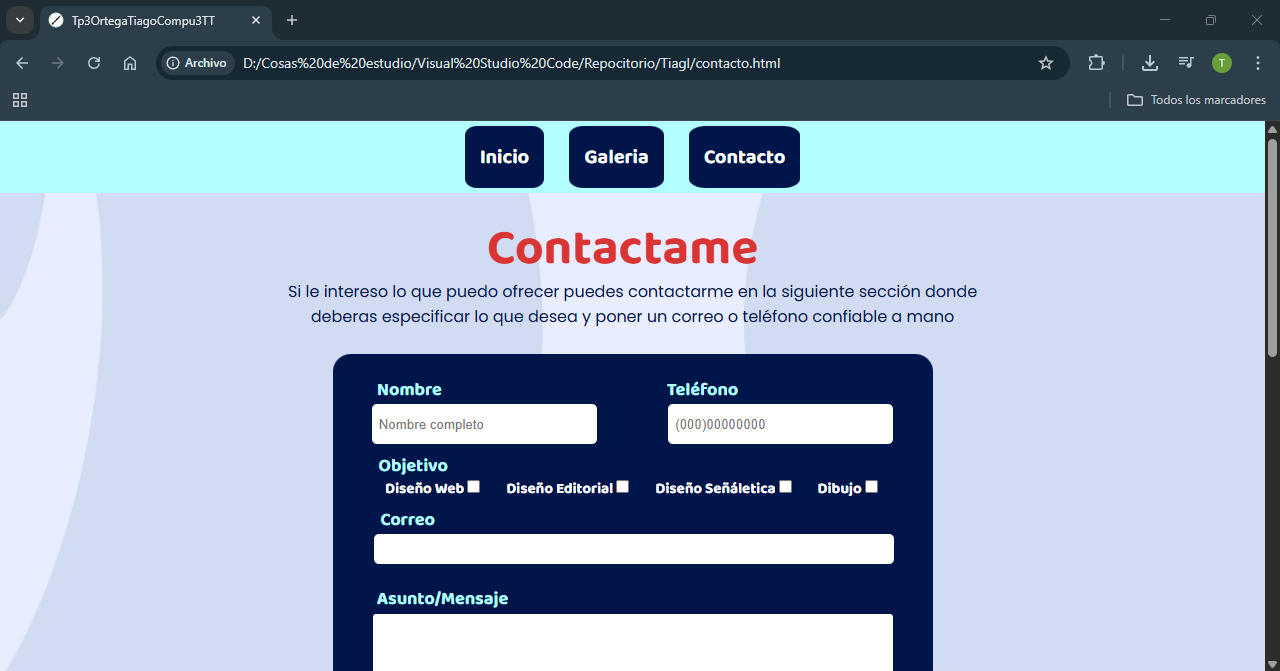 Tp3OrtegaTiagoCompu3TT
Archivo D:/Cosas%20de%20estudio/Visual%20Studio%20Code/Repocitorio/Tiagl/contacto.html T
Todos los marcadores
Inicio Galeria Contacto
Contactame
Si le intereso lo que puedo ofrecer puedes contactarme en la siguiente sección donde
deberas especificar lo que desea y poner un correo o teléfono confiable a mano
Nombre Teléfono
Nombre completo (000)00000000
Objetivo
Diseño Web Diseño Editorial Diseño Señáletica Dibujo
Correo
Asunto/Mensaje